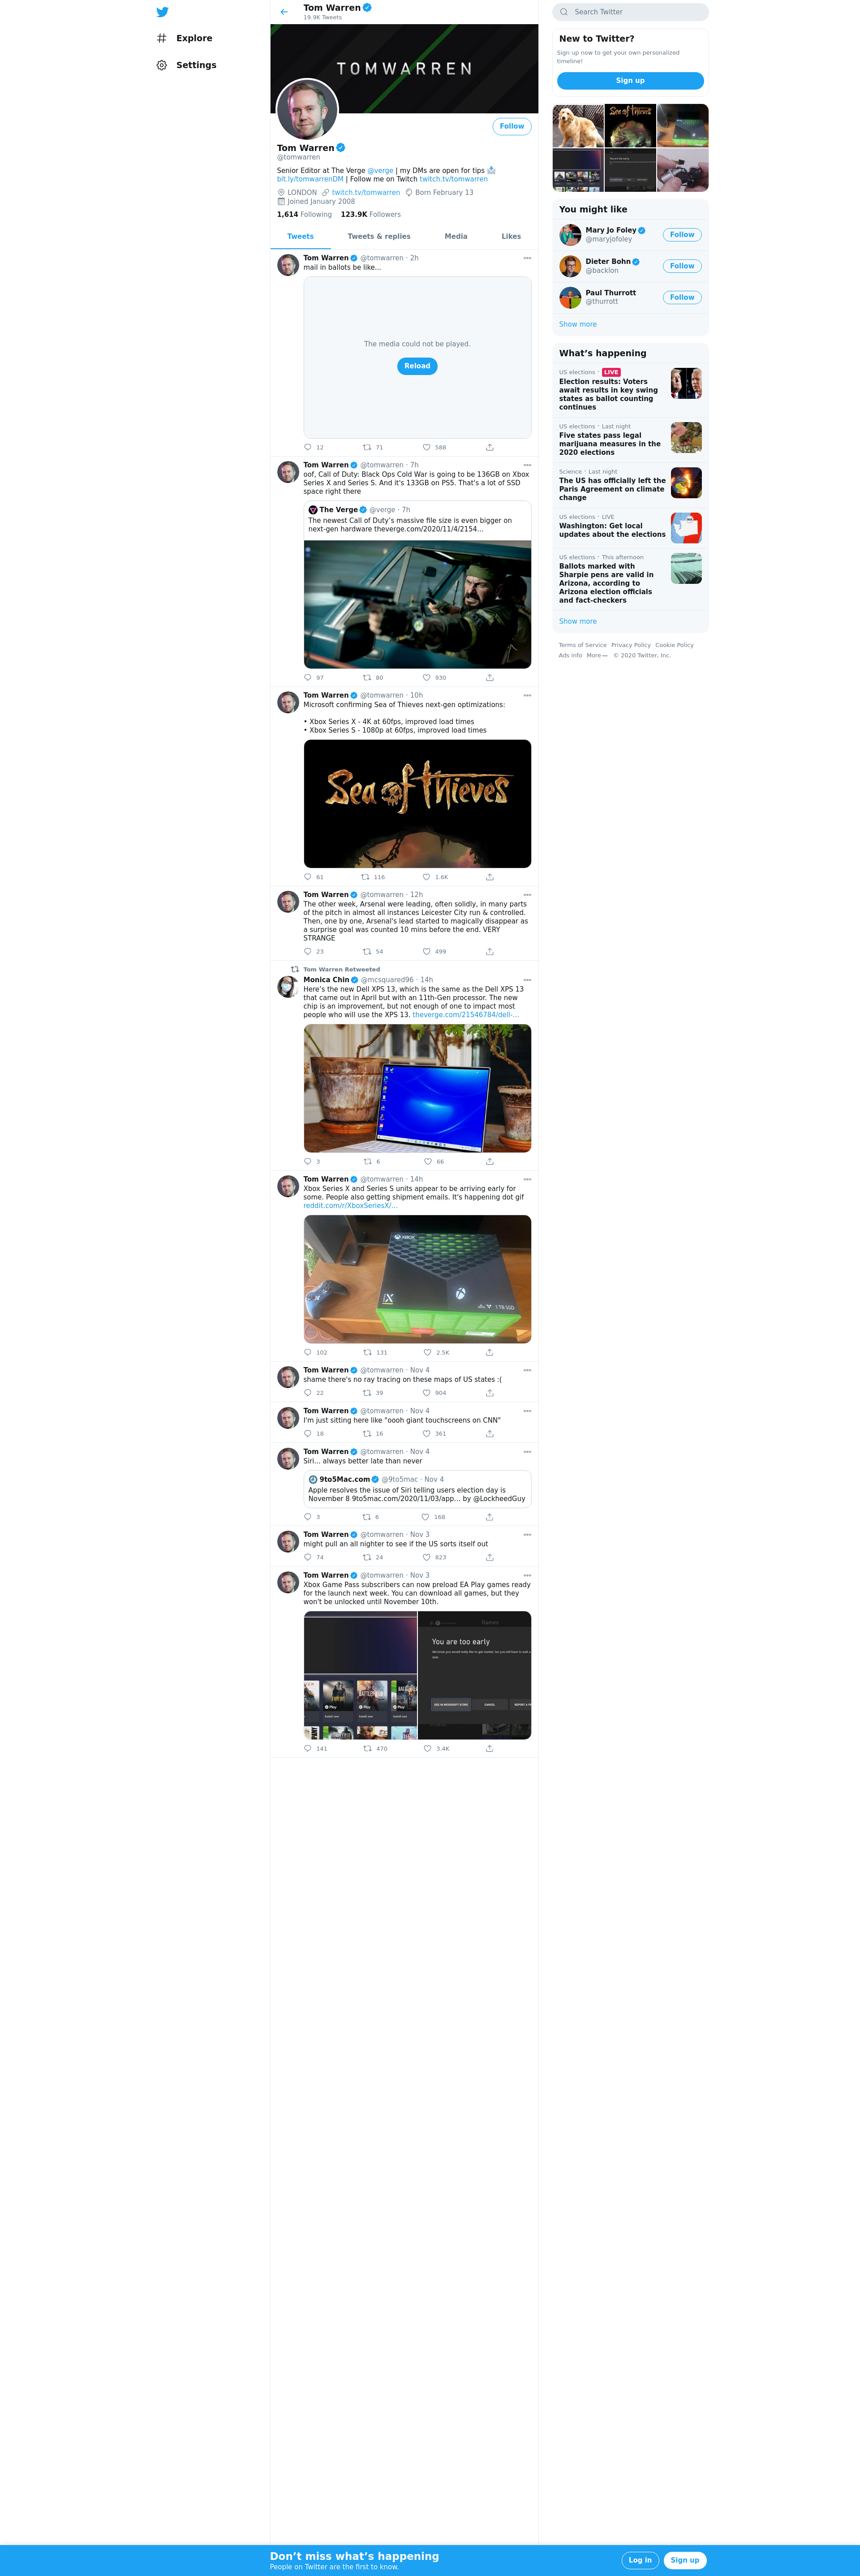 Explore
Settings
Tom Warren
19.9K Tweets
TOMWARREN
Follow
Tom Warren
@tomwarren
Senior Editor at The Verge @verge | my DMs are open for tips 📩
bit.ly/tomwarrenDM | Follow me on Twitch twitch.tv/tomwarren
LONDON twitch.tv/tomwarren Born February 13
Joined January 2008
1,614 Following 123.9K Followers
Tweets Tweets & replies Media Likes
Tom Warren @tomwarren · 2h
mail in ballots be like...
The media could not be played.
Reload
12 71 588
Tom Warren @tomwarren · 7h
oof, Call of Duty: Black Ops Cold War is going to be 136GB on Xbox
Series X and Series S. And it's 133GB on PS5. That's a lot of SSD
space right there
The Verge @verge · 7h
The newest Call of Duty's massive file size is even bigger on
next-gen hardware theverge.com/2020/11/4/2154…
97 80 930
Tom Warren @tomwarren · 10h
Microsoft confirming Sea of Thieves next-gen optimizations:
• Xbox Series X - 4K at 60fps, improved load times
• Xbox Series S - 1080p at 60fps, improved load times
Sea of Thieves
61 116 1.6K
Tom Warren @tomwarren · 12h
The other week, Arsenal were leading, often solidly, in many parts
of the pitch in almost all instances Leicester City run & controlled.
Then, one by one, Arsenal's lead started to magically disappear as
a surprise goal was counted 10 mins before the end. VERY
STRANGE
23 54 499
Tom Warren Retweeted
Monica Chin @mcsquared96 · 14h
Here's the new Dell XPS 13, which is the same as the Dell XPS 13
that came out in April but with an 11th-Gen processor. The new
chip is an improvement, but not enough of one to impact most
people who will use the XPS 13. theverge.com/21546784/dell-…
3 6 66
Tom Warren @tomwarren · 14h
Xbox Series X and Series S units appear to be arriving early for
some. People also getting shipment emails. It's happening dot gif
reddit.com/r/XboxSeriesX/…
XBOX
X
1 TB SSD
102 131 2.5K
Tom Warren @tomwarren · Nov 4
shame there's no ray tracing on these maps of US states :(
22 39 904
Tom Warren @tomwarren · Nov 4
I'm just sitting here like "oooh giant touchscreens on CNN"
18 16 361
Tom Warren @tomwarren · Nov 4
Siri... always better late than never
9to5Mac.com @9to5mac · Nov 4
Apple resolves the issue of Siri telling users election day is
November 8 9to5mac.com/2020/11/03/app… by @LockheedGuy
3 6 168
Tom Warren @tomwarren · Nov 3
might pull an all nighter to see if the US sorts itself out
74 24 823
Tom Warren @tomwarren · Nov 3
Xbox Game Pass subscribers can now preload EA Play games ready
for the launch next week. You can download all games, but they
won't be unlocked until November 10th.
You are too early
CANCEL
141 470 3.4K
Search Twitter
New to Twitter?
Sign up now to get your own personalized
timeline!
Sign up
Sea of Thieves
You might like
Mary Jo Foley
@maryjofoley
Follow
Dieter Bohn
@backlon
Follow
Paul Thurrott
@thurrott
Follow
Show more
What's happening
US elections · LIVE
Election results: Voters
await results in key swing
states as ballot counting
continues
US elections · Last night
Five states pass legal
marijuana measures in the
2020 elections
Science · Last night
The US has officially left the
Paris Agreement on climate
change
US elections · LIVE
Washington: Get local
updates about the elections
US elections · This afternoon
Ballots marked with
Sharpie pens are valid in
Arizona, according to
Arizona election officials
and fact-checkers
Show more
Terms of Service Privacy Policy Cookie Policy
Ads info More © 2020 Twitter, Inc.
Don't miss what's happening
People on Twitter are the first to know.
Log in
Sign up